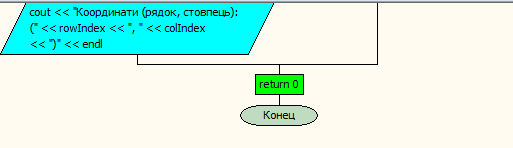 cout << "Координати (рядок, стовпець):
(" << rowIndex << ", " << colIndex
<< ")" << endl
return 0
Конец